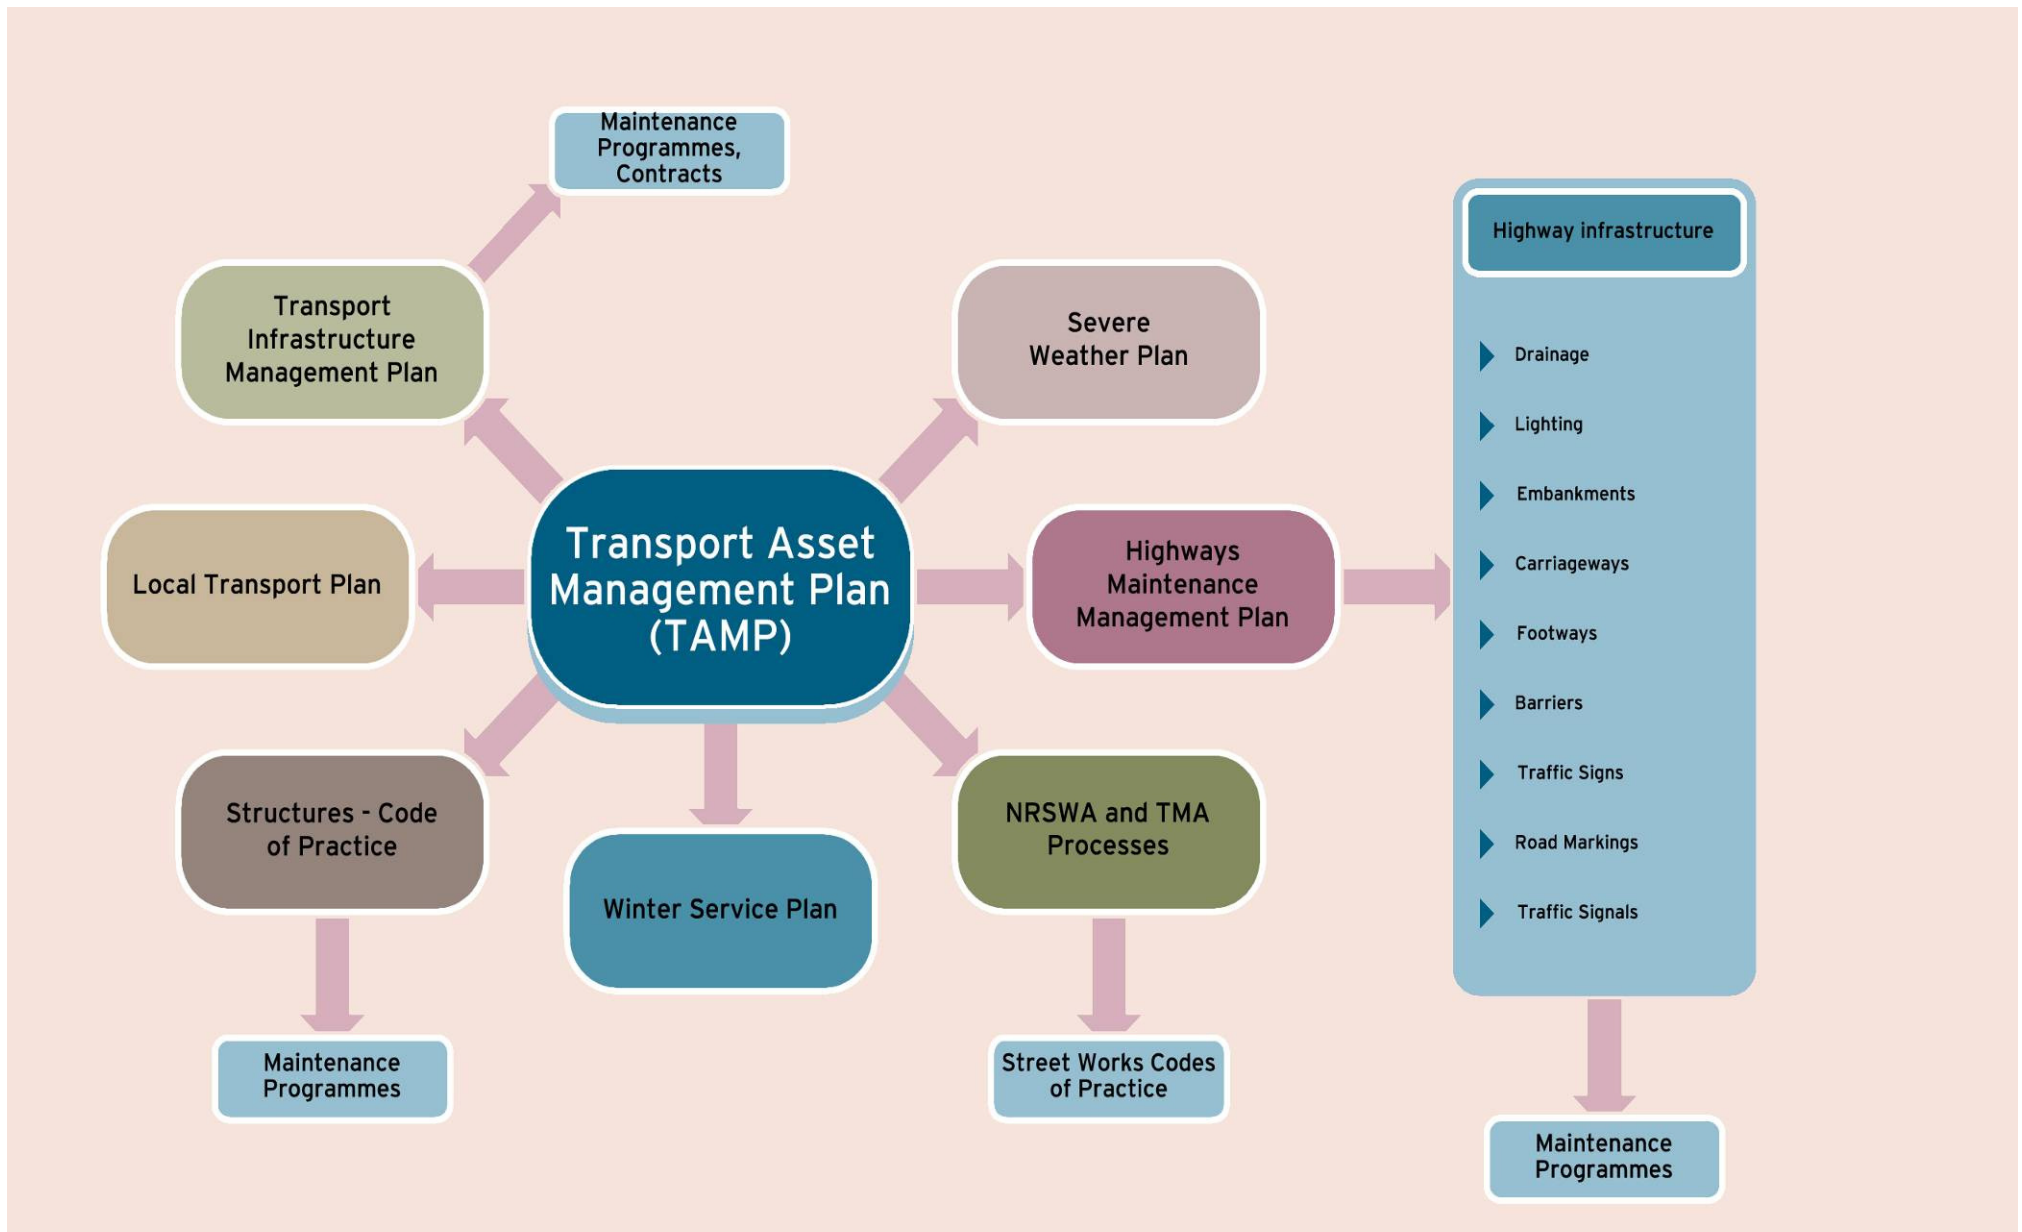 Maintenance
Programmes,
Contracts
Transport
Infrastructure
Management Plan
Severe
Weather Plan
Local Transport Plan
Transport Asset
Management Plan
(TAMP)
Highways
Maintenance
Management Plan
Structures - Code
of Practice
Winter Service Plan
NRSWA and TMA
Processes
Maintenance
Programmes
Street Works Codes
of Practice
Highway infrastructure
Drainage
Lighting
Embankments
Carriageways
Footways
Barriers
Traffic Signs
Road Markings
Traffic Signals
Maintenance
Programmes